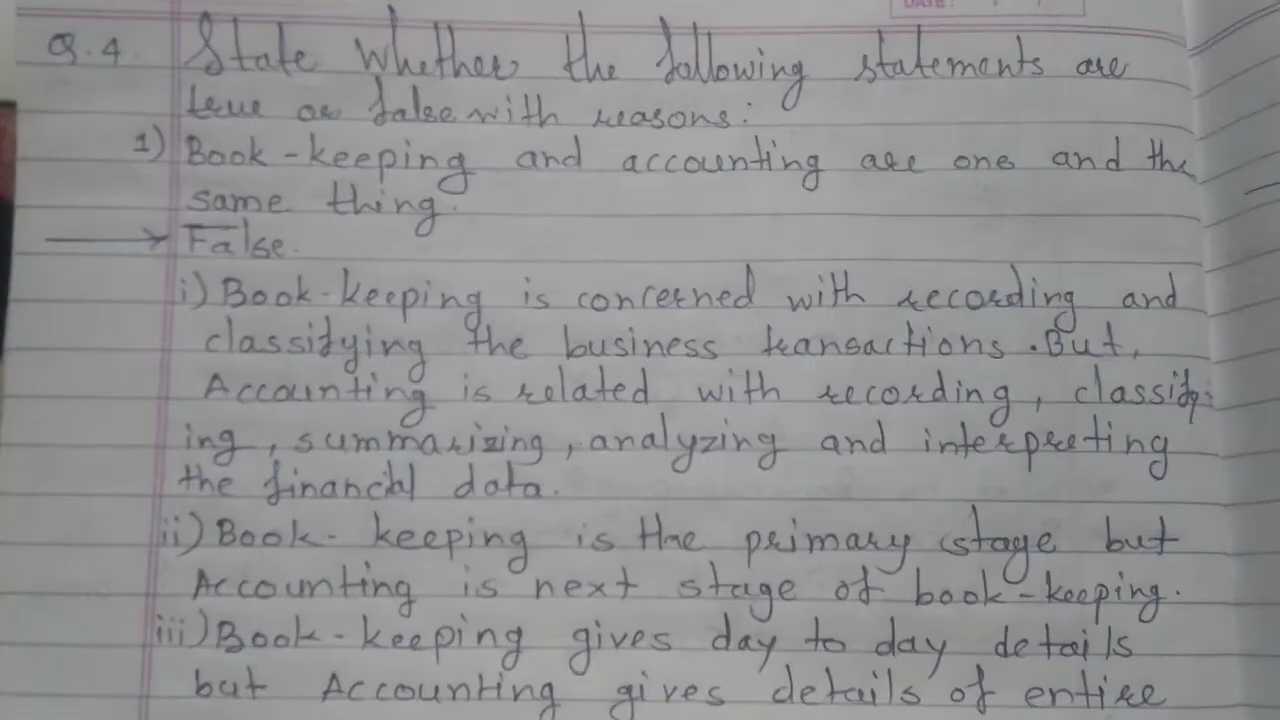 DATE:
Q.4. State whether the following statements are
true or false with reasons:
1) Book-keeping and accounting are one and the
same thing.
→ False.
i) Book-keeping is concerned with recording and
classifying the business transactions. But,
Accounting is related with recording, classify-
ing, summarizing, analyzing and interpreting
the financial data.
ii) Book-keeping is the primary stage but
Accounting is next stage of book-keeping.
iii) Book-keeping gives day to day details
but Accounting gives details of entire